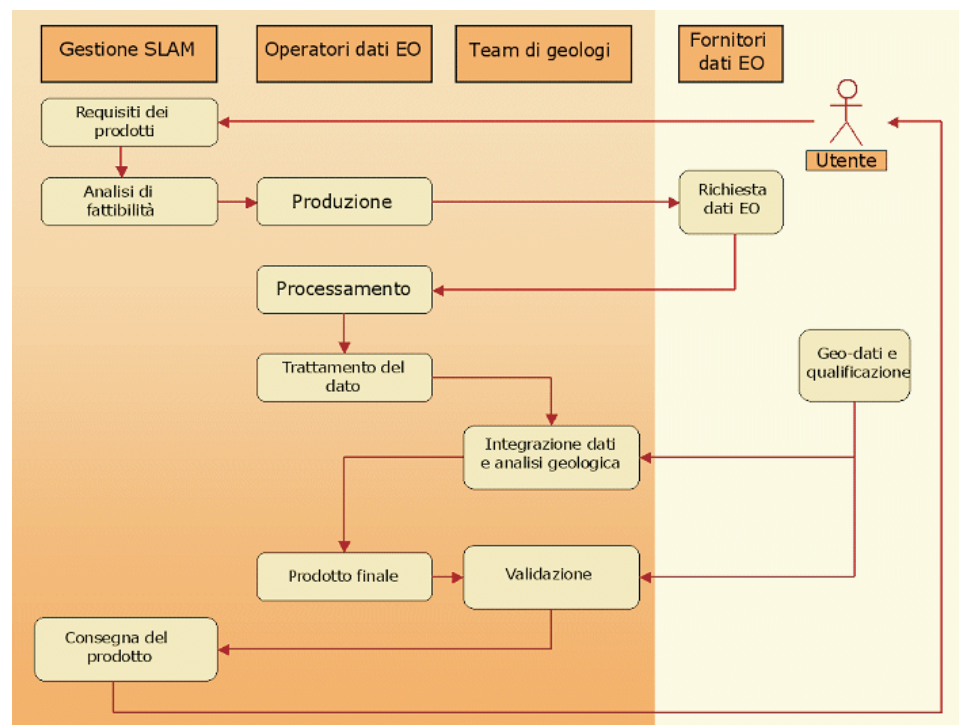 Gestione SLAM
Operatori dati EO
Team di geologi
Fornitori
dati EO
Requisiti dei
prodotti
Utente
Analisi di
fattibilità
Produzione
Richiesta
dati EO
Processamento
Trattamento del
dato
Geo-dati e
qualificazione
Integrazione dati
e analisi geologica
Prodotto finale
Validazione
Consegna del
prodotto